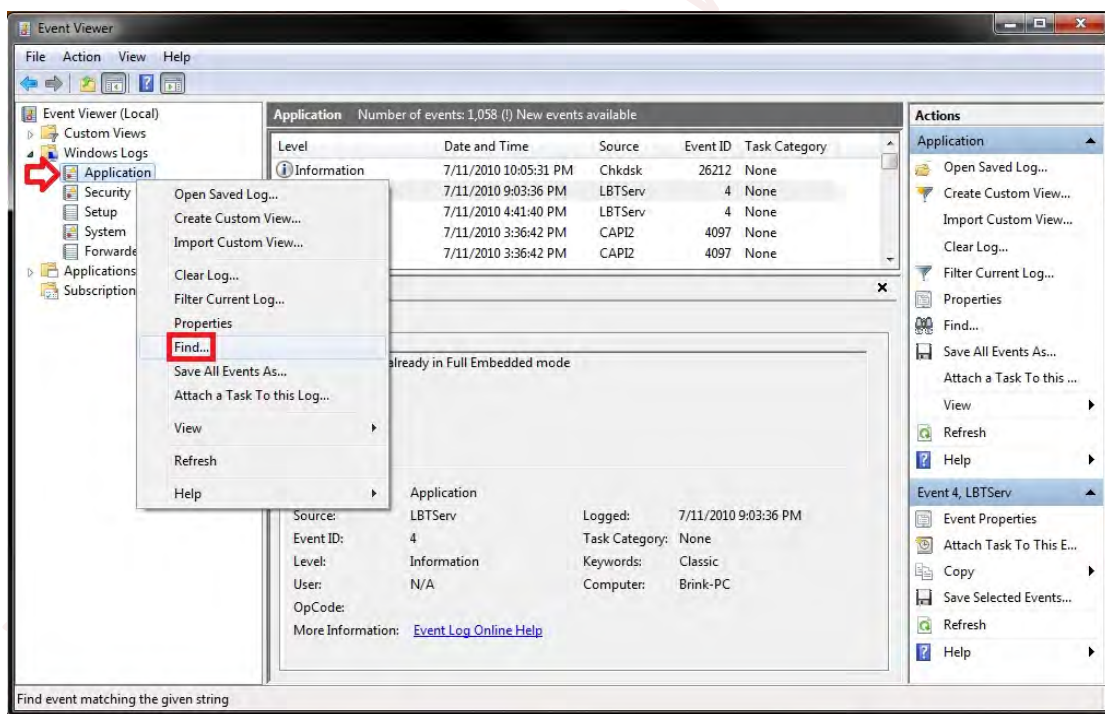 Event Viewer
File Action View Help
Event Viewer (Local)
Custom Views
Windows Logs
Application
Security
Setup
System
Forwarde
Applications
Subscription
Open Saved Log...
Create Custom View...
Import Custom View...
Clear Log...
Filter Current Log...
Properties
Find...
Save All Events As...
Attach a Task To this Log...
View
Refresh
Help
Application Number of events: 1,058 (!) New events available
Level Date and Time Source Event ID Task Category
Information 7/11/2010 10:05:31 PM Chkdsk 26212 None
7/11/2010 9:03:36 PM LBTServ 4 None
7/11/2010 4:41:40 PM LBTServ 4 None
7/11/2010 3:36:42 PM CAPI2 4097 None
7/11/2010 3:36:42 PM CAPI2 4097 None
already in Full Embedded mode
Application
Source: LBTServ Logged: 7/11/2010 9:03:36 PM
Event ID: 4 Task Category: None
Level: Information Keywords: Classic
User: N/A Computer: Brink-PC
OpCode:
More Information: Event Log Online Help
Actions
Application
Open Saved Log...
Create Custom View...
Import Custom View...
Clear Log...
Filter Current Log...
Properties
Find...
Save All Events As...
Attach a Task To this ...
View
Refresh
Help
Event 4, LBTServ
Event Properties
Attach Task To This E...
Copy
Save Selected Events...
Refresh
Help
Find event matching the given string